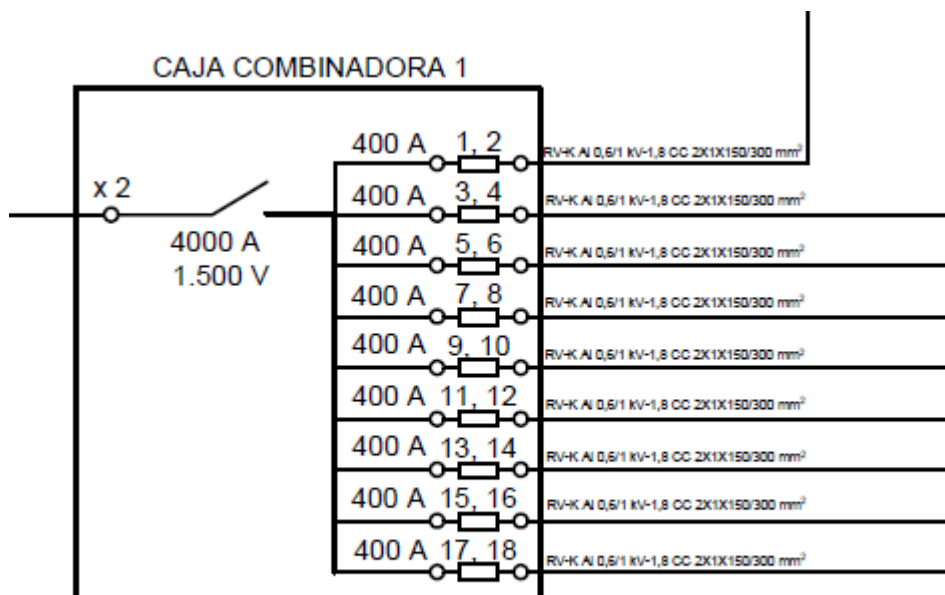 CAJA COMBINADORA 1
400 A 1, 2 RV-K Al 0,6/1 kV-1,8 CC 2X1X150/300 mm²
x 2
400 A 3, 4 RV-K Al 0,6/1 kV-1,8 CC 2X1X150/300 mm²
4000 A
1.500 V
400 A 5, 6 RV-K Al 0,6/1 kV-1,8 CC 2X1X150/300 mm²
400 A 7, 8 RV-K Al 0,6/1 kV-1,8 CC 2X1X150/300 mm²
400 A 9, 10 RV-K Al 0,6/1 kV-1,8 CC 2X1X150/300 mm²
400 A 11, 12 RV-K Al 0,6/1 kV-1,8 CC 2X1X150/300 mm²
400 A 13, 14 RV-K Al 0,6/1 kV-1,8 CC 2X1X150/300 mm²
400 A 15, 16 RV-K Al 0,6/1 kV-1,8 CC 2X1X150/300 mm²
400 A 17, 18 RV-K Al 0,6/1 kV-1,8 CC 2X1X150/300 mm²